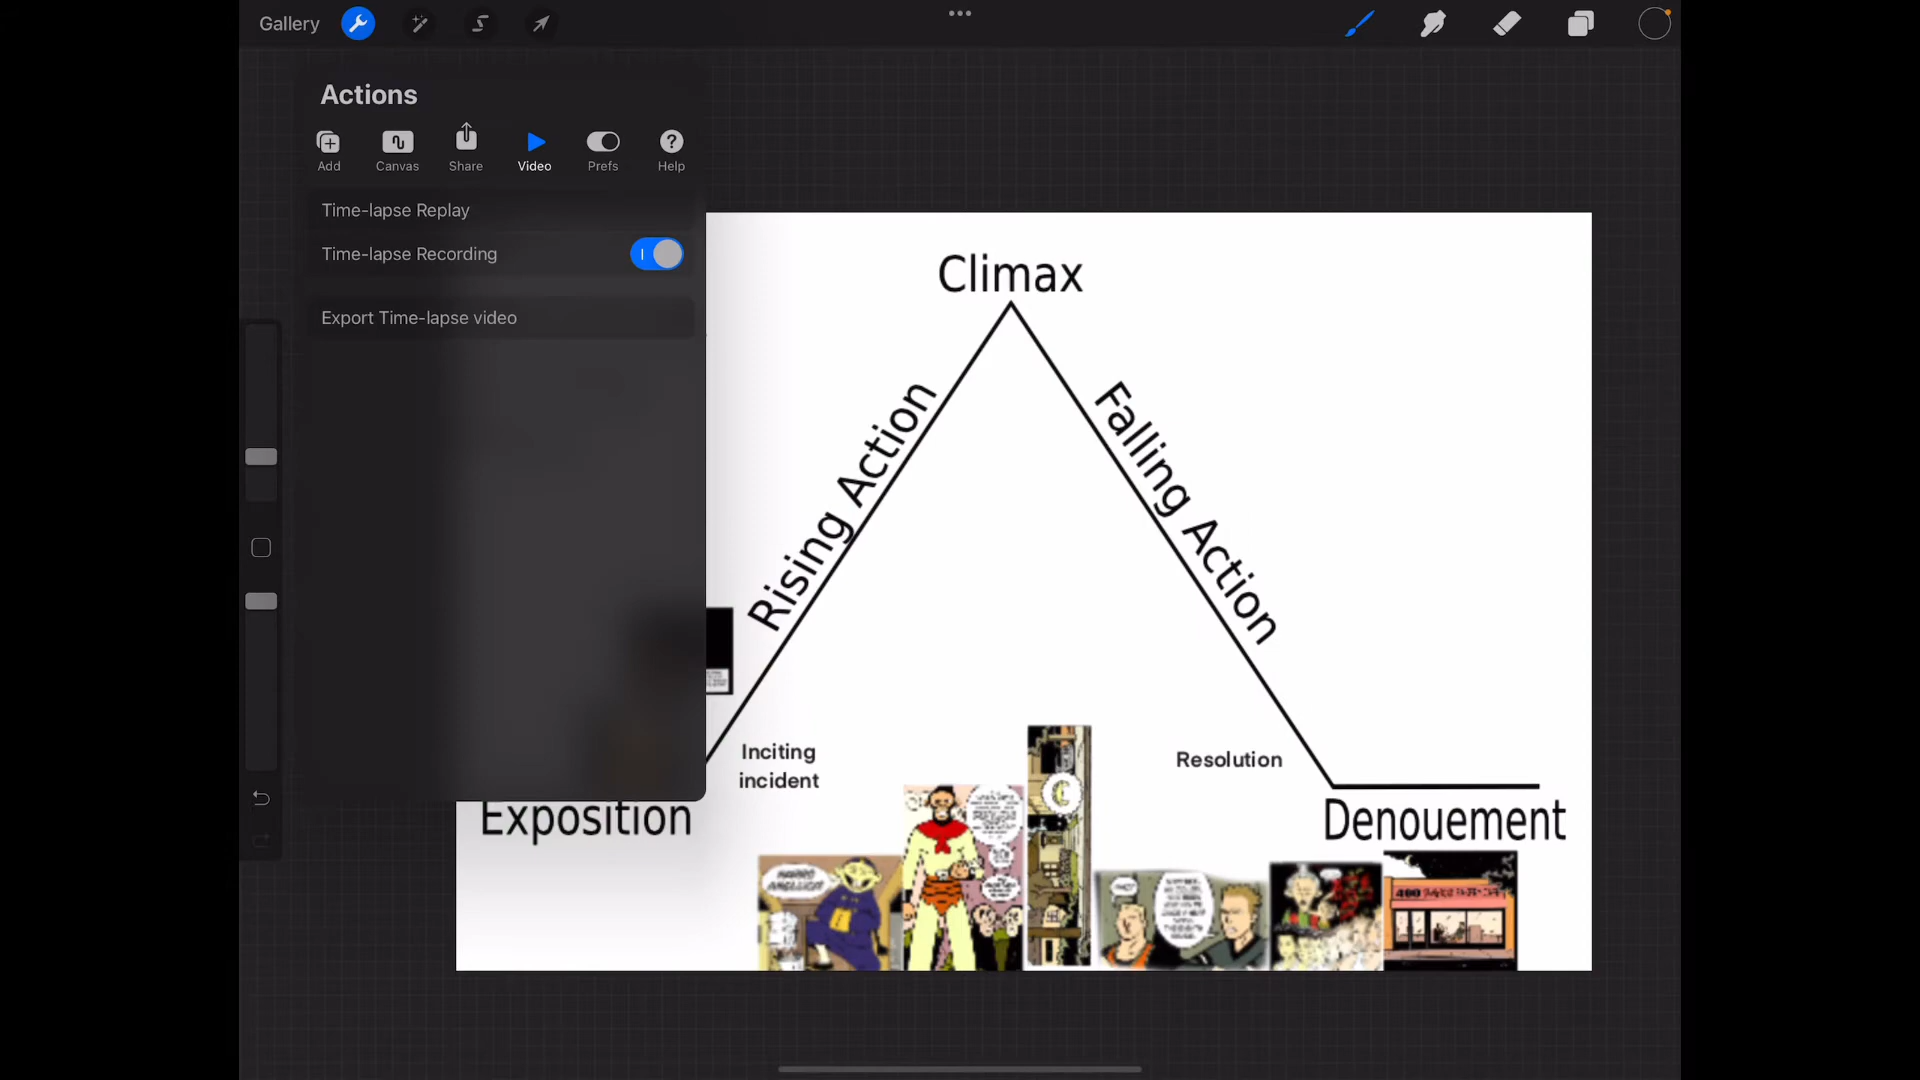 Gallery
Actions
Add
Canvas
Share
Video
Prefs
Help
Time-lapse Replay
Time-lapse Recording
Export Time-lapse video
Climax
Rising Action
Falling Action
Inciting
incident
Resolution
Exposition
Denouement